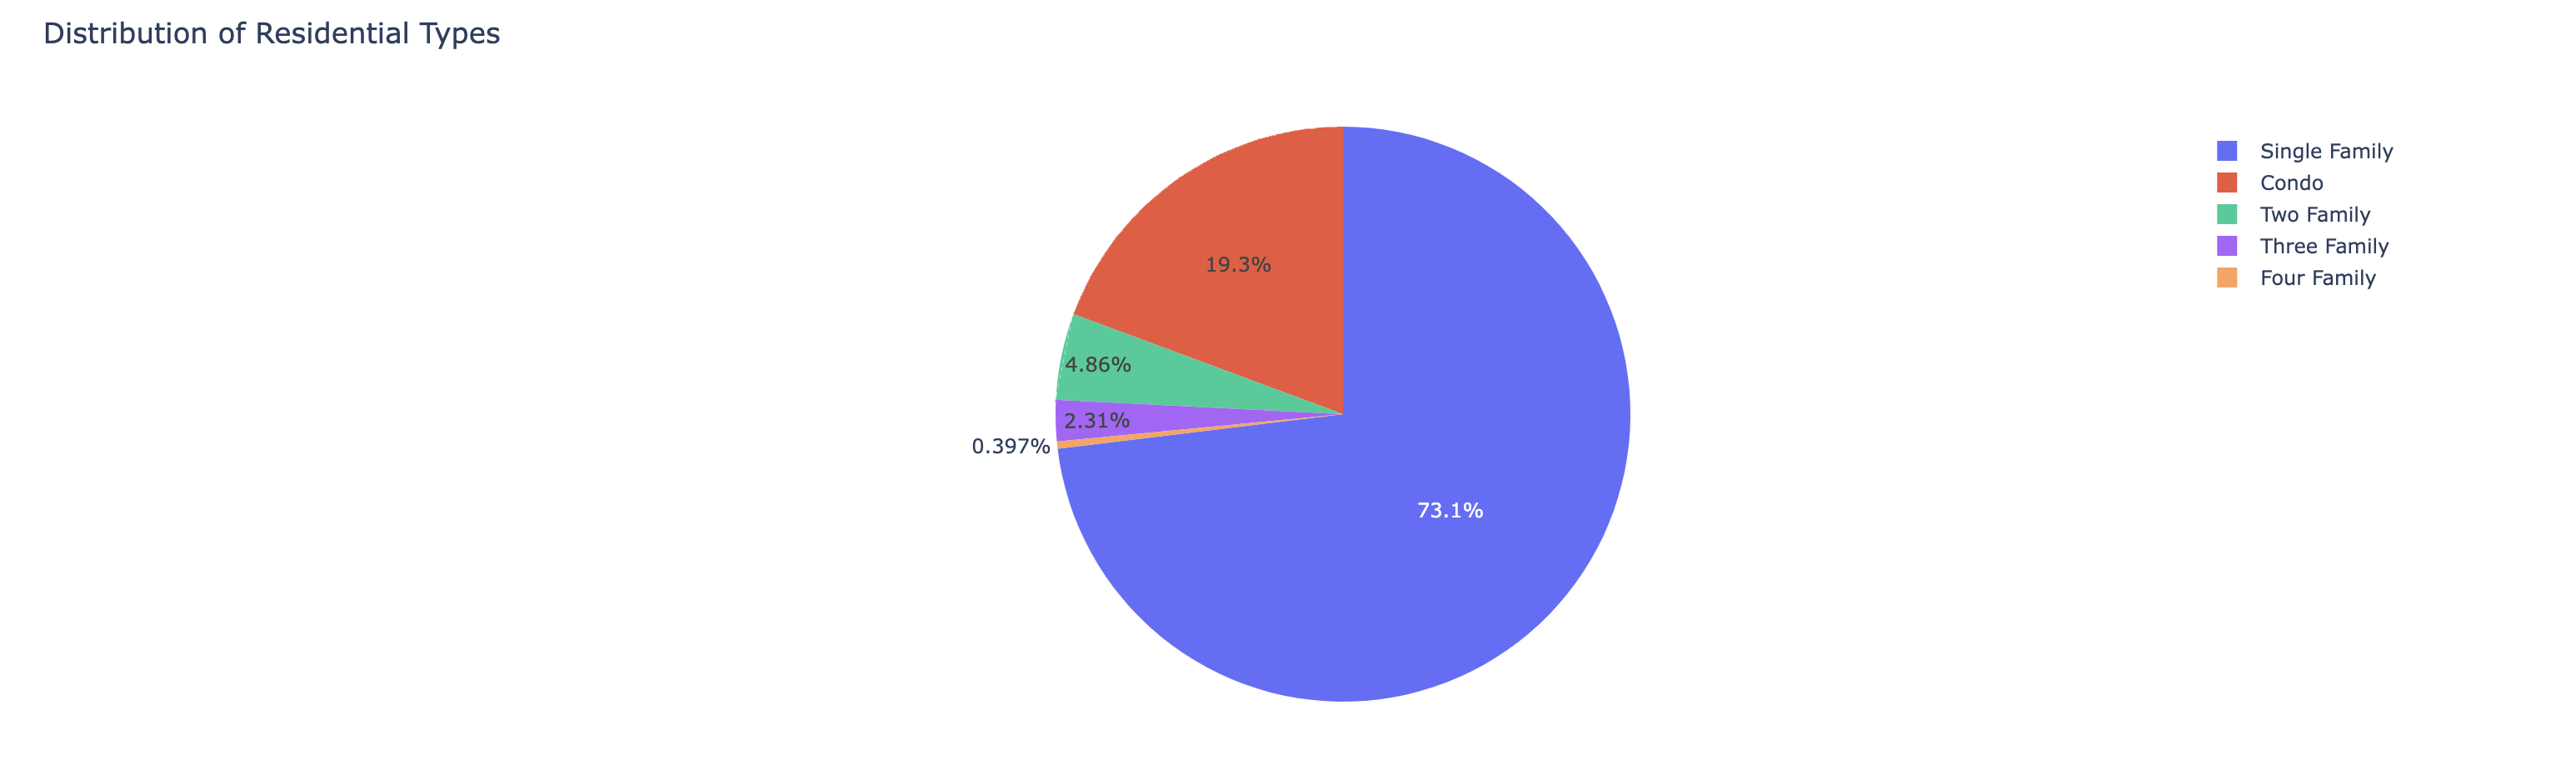 Distribution of Residential Types
Single Family
Condo
Two Family
Three Family
Four Family
19.3%
4.86%
2.31%
0.397%
73.1%